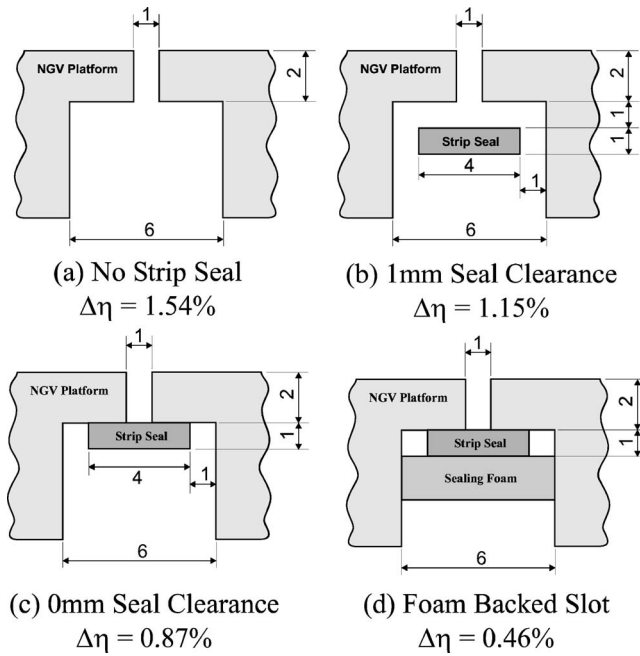 1
NGV Platform
2
6
(a) No Strip Seal
Δη = 1.54%
1
NGV Platform
2
1
Strip Seal
1
4
1
6
(b) 1mm Seal Clearance
Δη = 1.15%
1
NGV Platform
Strip Seal
1
2
4
1
6
(c) 0mm Seal Clearance
Δη = 0.87%
1
NGV Platform
2
Strip Seal
1
Sealing Foam
6
(d) Foam Backed Slot
Δη = 0.46%